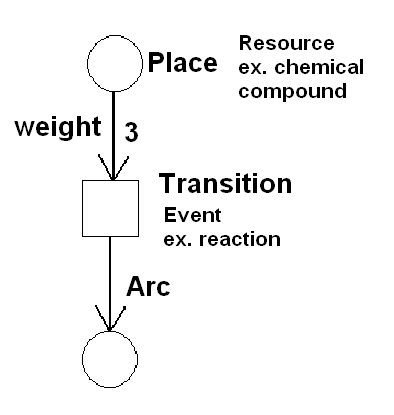 Place
Resource
ex. chemical
compound
weight
3
Transition
Event
ex. reaction
Arc